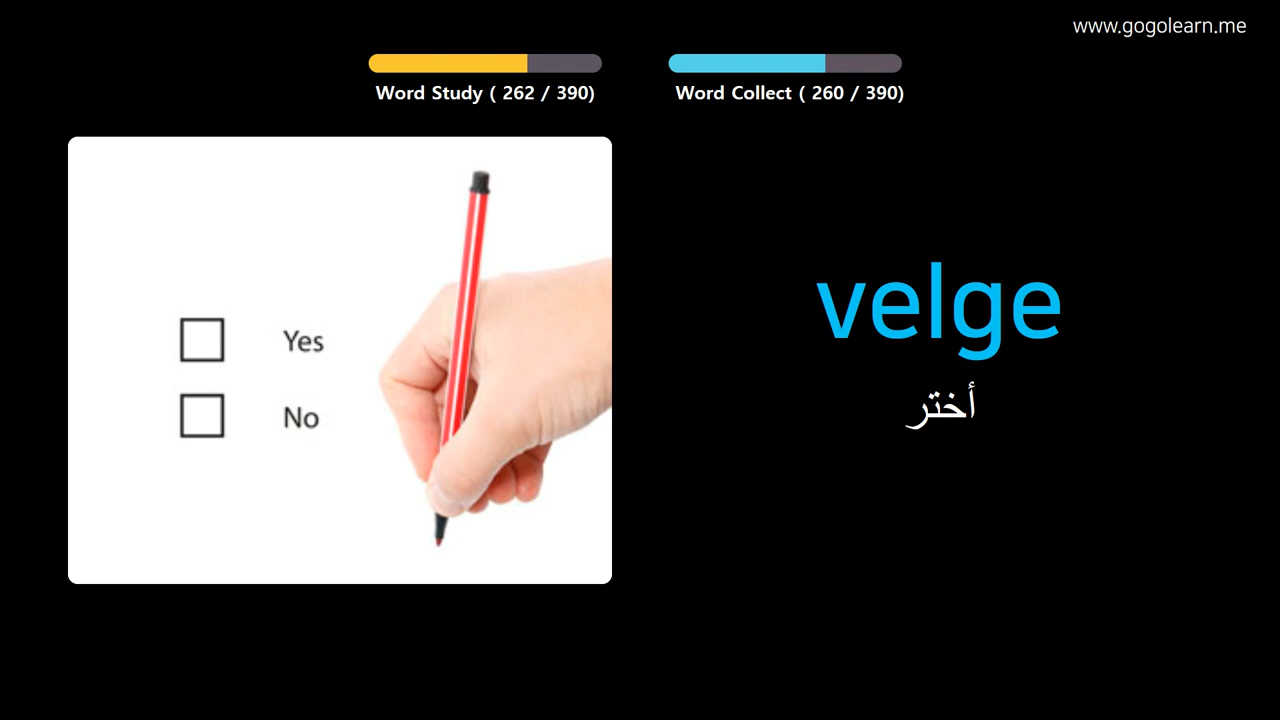 www.gogolearn.me
Word Study ( 262 / 390)
Word Collect ( 260 / 390)
Yes
No
velge
أختر